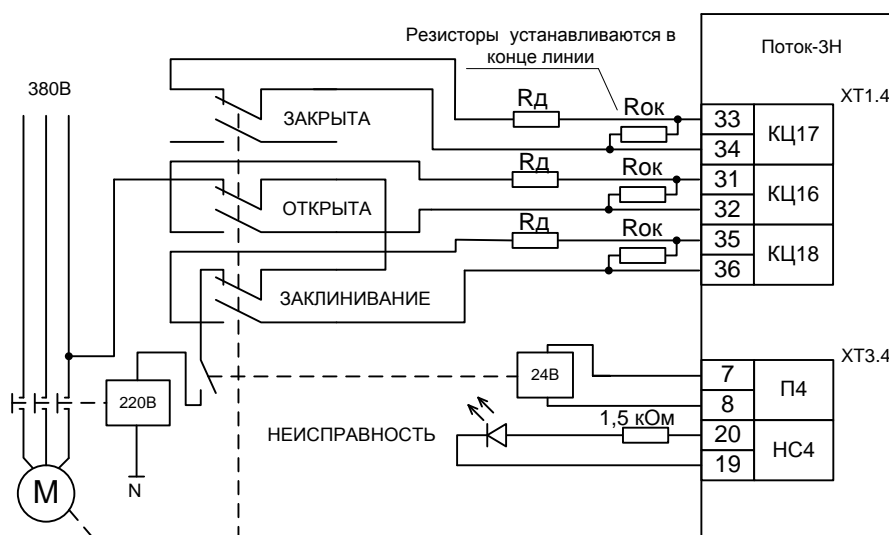 Резисторы устанавливаются в
конце линии
Поток-3Н
380В
XT1.4
Rд
Rок
33
КЦ17
34
ЗАКРЫТА
Rд
Rок
31
КЦ16
32
ОТКРЫТА
Rд
Rок
35
КЦ18
36
ЗАКЛИНИВАНИЕ
XT3.4
24В
7
П4
8
220В
1,5 кОм
20
НС4
19
НЕИСПРАВНОСТЬ
М
N